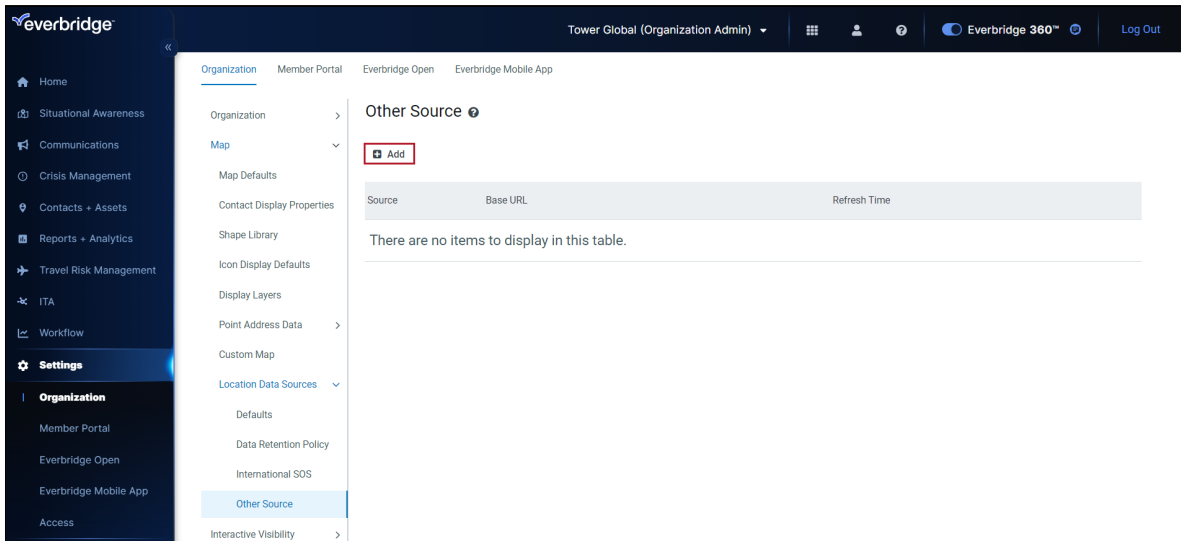 everbridge
Tower Global (Organization Admin)
Everbridge 360™
Log Out
Home
Situational Awareness
Communications
Crisis Management
Contacts + Assets
Reports + Analytics
Travel Risk Management
ITA
Workflow
Settings
Organization
Member Portal
Everbridge Open
Everbridge Mobile App
Access
Organization Member Portal Everbridge Open Everbridge Mobile App
Organization
Map
Map Defaults
Contact Display Properties
Shape Library
Icon Display Defaults
Display Layers
Point Address Data
Custom Map
Location Data Sources
Defaults
Data Retention Policy
International SOS
Other Source
Interactive Visibility
Other Source
Add
Source Base URL Refresh Time
There are no items to display in this table.